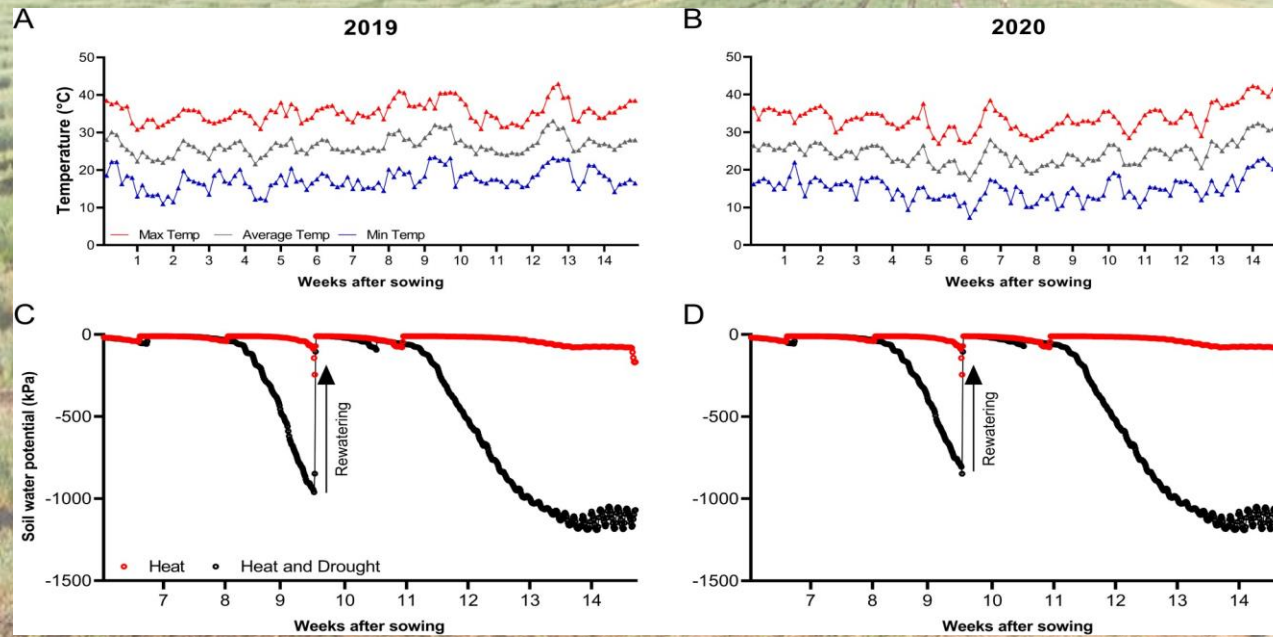 A
2019
B
2020
50
40
30
20
10
0
Temperature (°C)
Max Temp
Average Temp
Min Temp
1 2 3 4 5 6 7 8 9 10 11 12 13 14
Weeks after sowing
50
40
30
20
10
0
1 2 3 4 5 6 7 8 9 10 11 12 13 14
Weeks after sowing
C
0
-500
-1000
-1500
Soil water potential (kPa)
Rewatering
Heat
Heat and Drought
7 8 9 10 11 12 13 14
Weeks after sowing
D
0
-500
-1000
-1500
Rewatering
7 8 9 10 11 12 13 14
Weeks after sowing